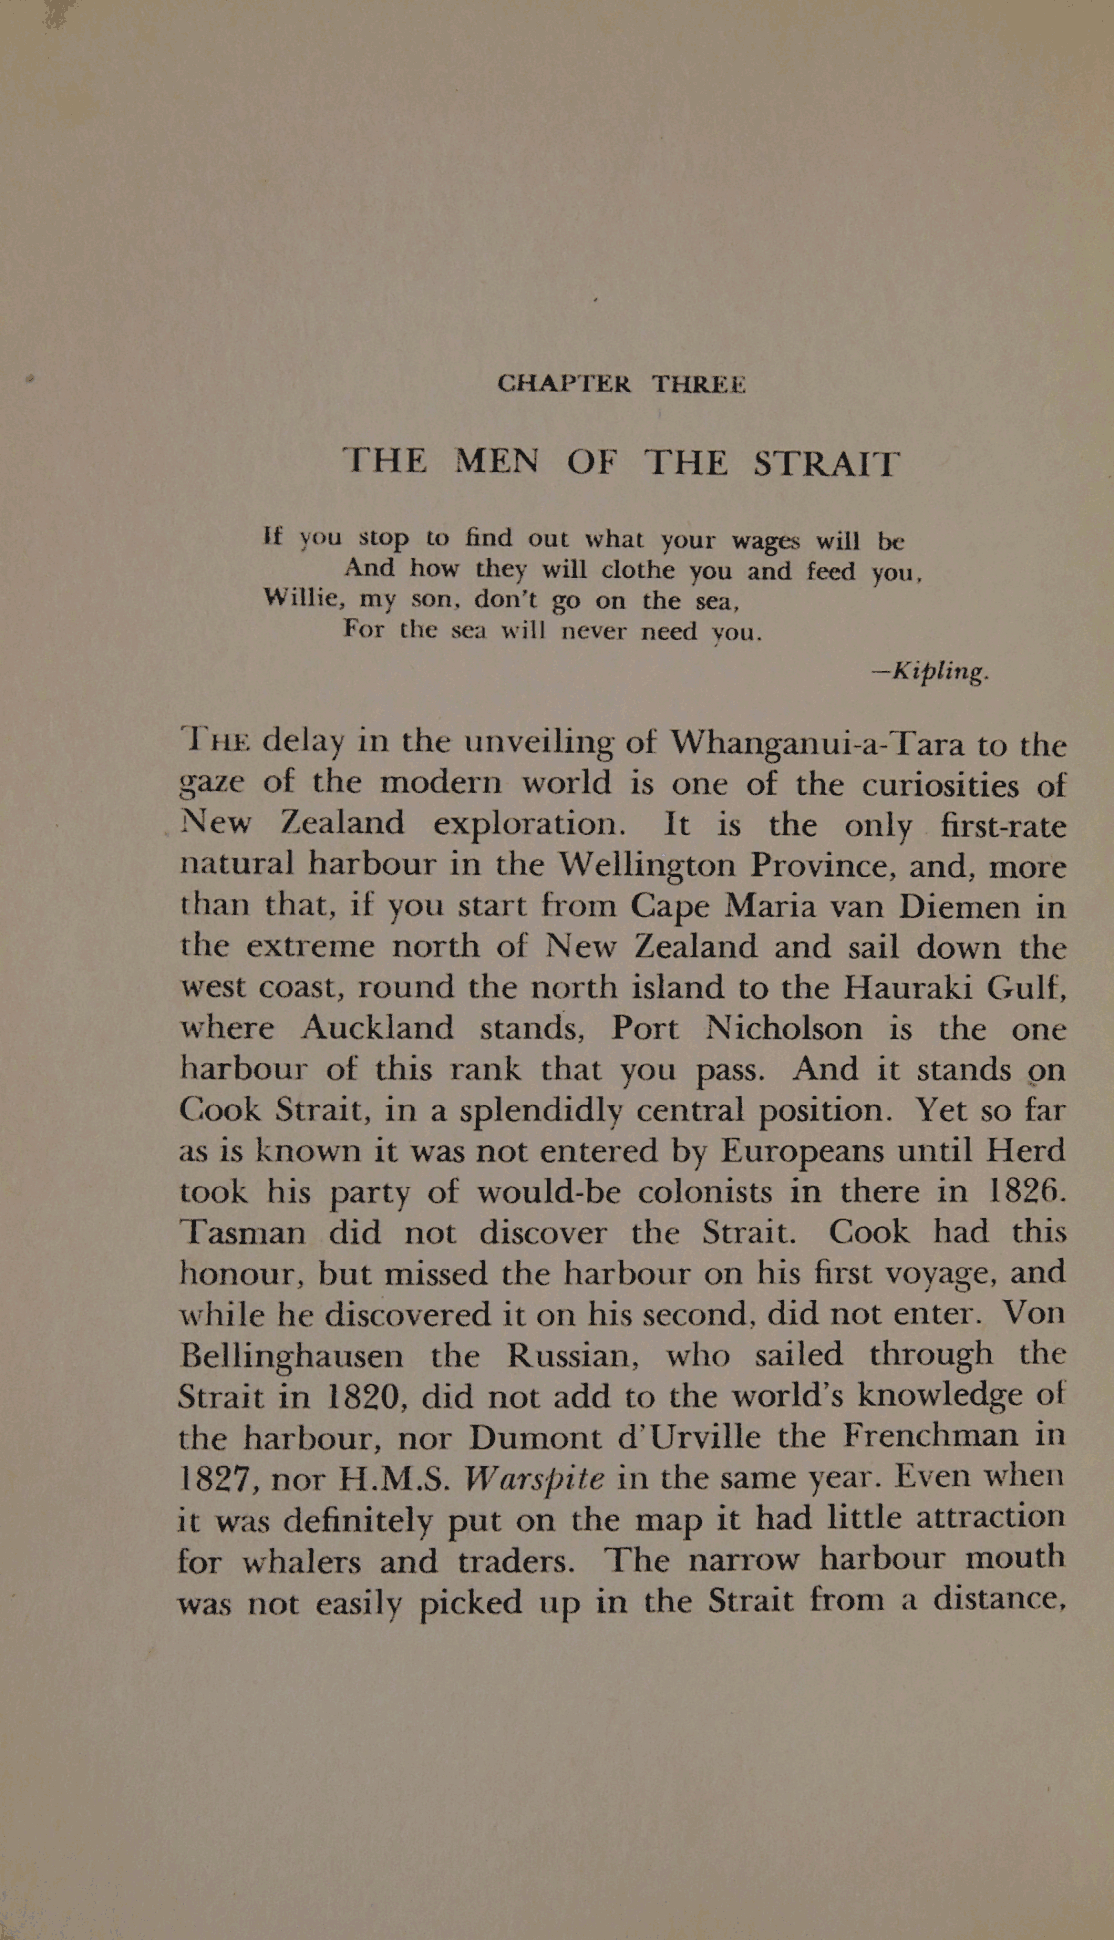 CHAPTER THREE
THE MEN OF THE STRAIT
If you stop to find out what your wages will be
And how they will clothe you and feed you,
Willie, my son, don't go on the sea,
For the sea will never need you.
—Kipling.
THE delay in the unveiling of Whanganui-a-Tara to the
gaze of the modern world is one of the curiosities of
New Zealand exploration. It is the only first-rate
natural harbour in the Wellington Province, and, more
than that, if you start from Cape Maria van Diemen in
the extreme north of New Zealand and sail down the
west coast, round the north island to the Hauraki Gulf,
where Auckland stands, Port Nicholson is the one
harbour of this rank that you pass. And it stands on
Cook Strait, in a splendidly central position. Yet so far
as is known it was not entered by Europeans until Herd
took his party of would-be colonists in there in 1826.
Tasman did not discover the Strait. Cook had this
honour, but missed the harbour on his first voyage, and
while he discovered it on his second, did not enter. Von
Bellinghausen the Russian, who sailed through the
Strait in 1820, did not add to the world's knowledge of
the harbour, nor Dumont d'Urville the Frenchman in
1827, nor H.M.S. Warspite in the same year. Even when
it was definitely put on the map it had little attraction
for whalers and traders. The narrow harbour mouth
was not easily picked up in the Strait from a distance,